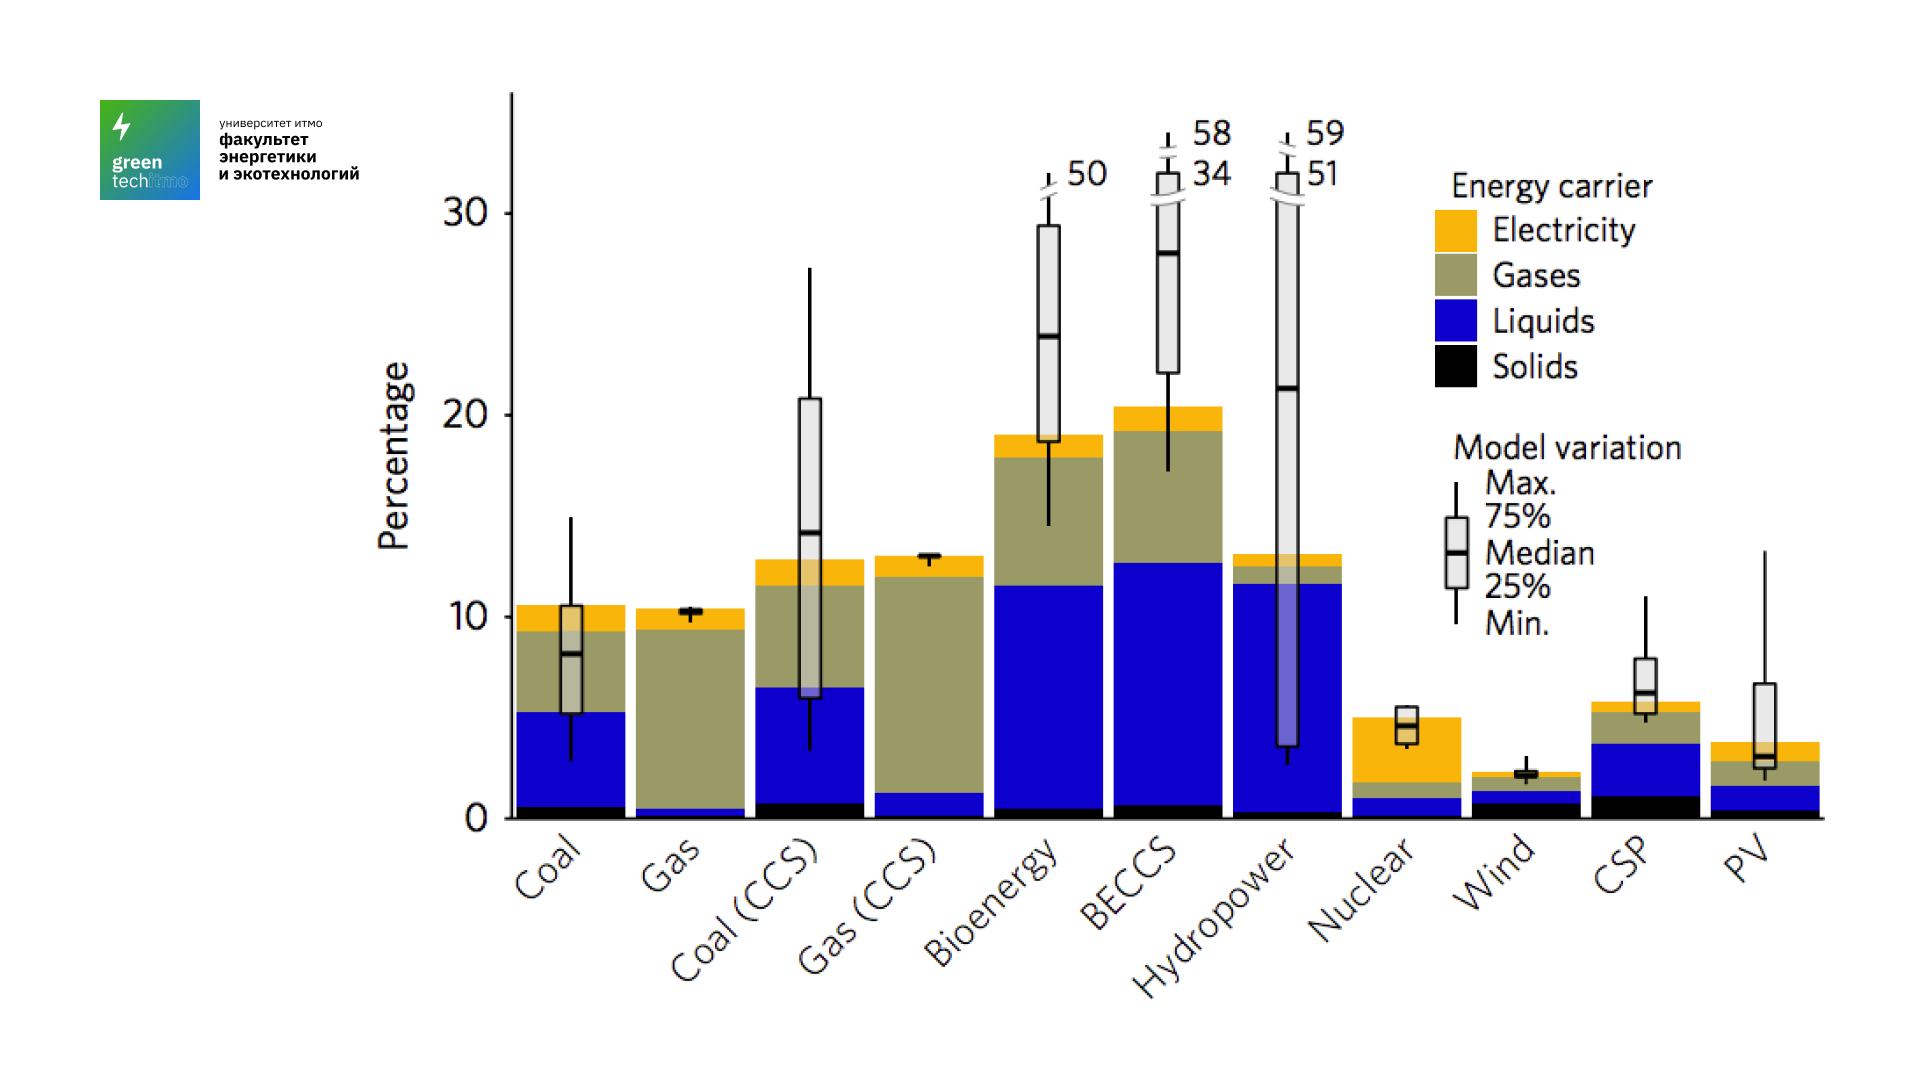 green
techitmo
университет итмо
факультет
энергетики
и экотехнологий
Percentage
30
20
10
0
50
58
34
59
51
Energy carrier
Electricity
Gases
Liquids
Solids
Model variation
Max.
75%
Median
25%
Min.
Coal
Gas
Coal (CCS)
Gas (CCS)
Bioenergy
BECCS
Hydropower
Nuclear
Wind
CSP
PV